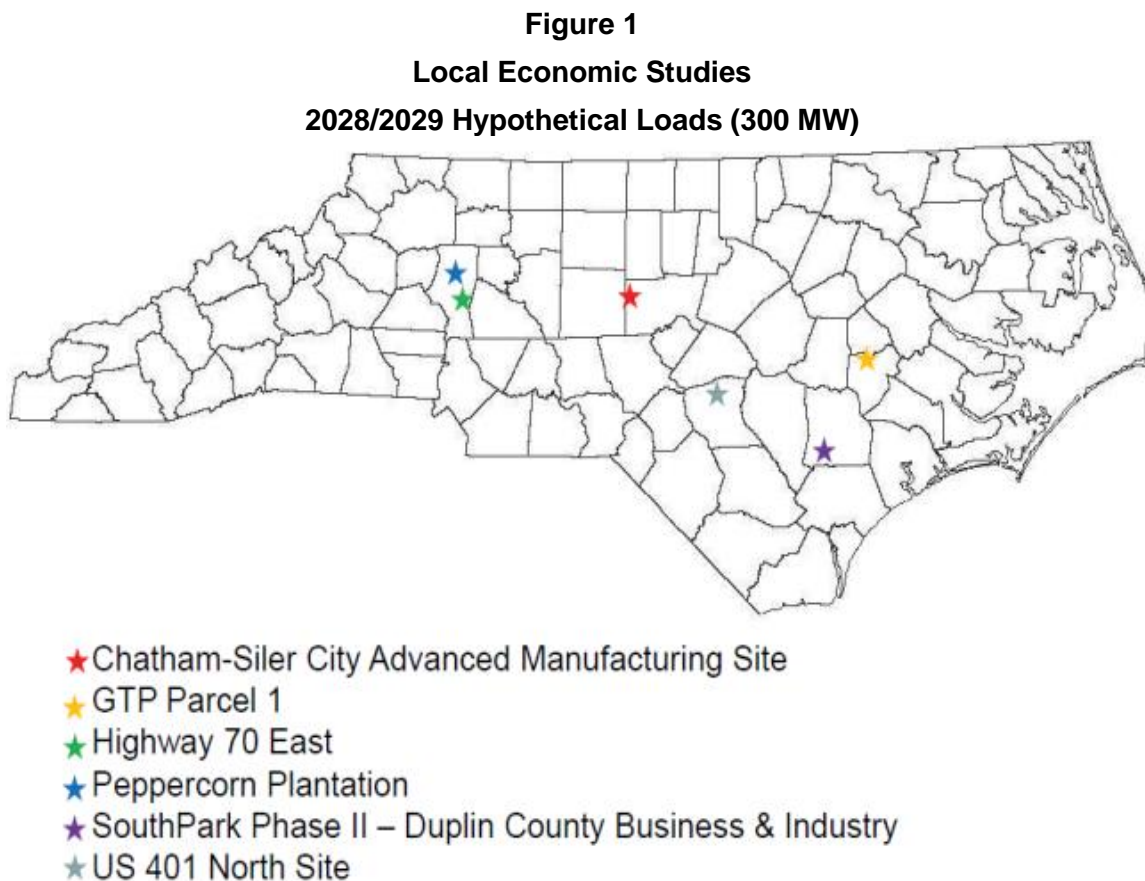 Figure 1
Local Economic Studies
2028/2029 Hypothetical Loads (300 MW)
Chatham-Siler City Advanced Manufacturing Site
GTP Parcel 1
Highway 70 East
Peppercorn Plantation
SouthPark Phase II – Duplin County Business & Industry
US 401 North Site